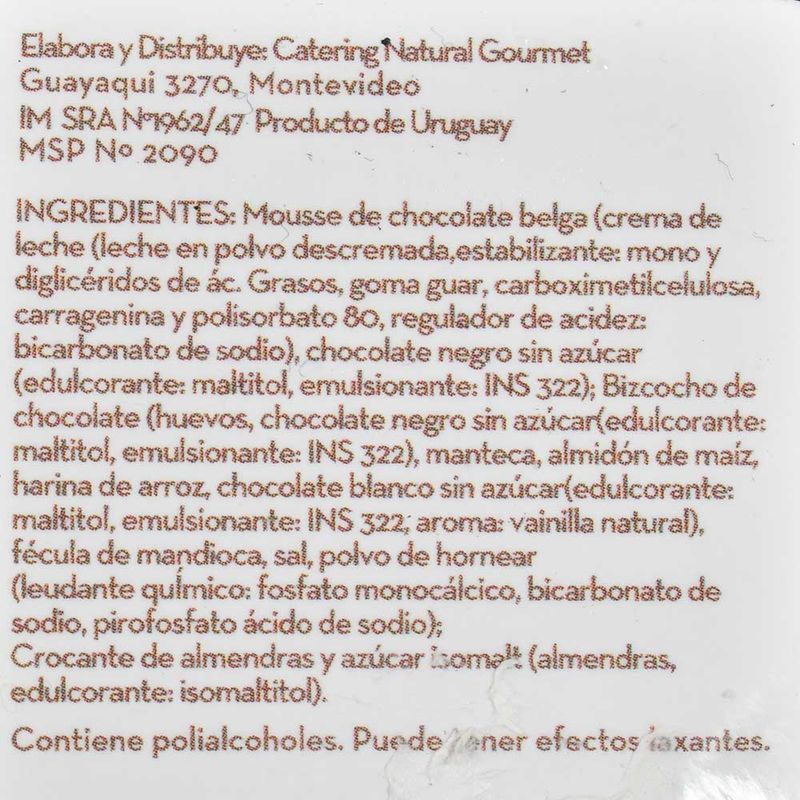 Elabora y Distribuye: Catering Natural Gourmet
Guayaqui 3270, Montevideo
IM SRA Nº1962/47 Producto de Uruguay
MSP Nº 2090
INGREDIENTES: Mousse de chocolate belga (crema de
leche (leche en polvo descremada,estabilizante: mono y
diglicéridos de ác. Grasos, goma guar, carboximetilcelulosa,
carragenina y polisorbato 80, regulador de acidez:
bicarbonato de sodio), chocolate negro sin azúcar
(edulcorante: maltitol, emulsionante: INS 322); Bizcocho de
chocolate (huevos, chocolate negro sin azúcar(edulcorante:
maltitol, emulsionante: INS 322), manteca, almidón de maíz,
harina de arroz, chocolate blanco sin azúcar(edulcorante:
maltitol, emulsionante: INS 322, aroma: vainilla natural),
fécula de mandioca, sal, polvo de hornear
(leudante químico: fosfato monocálcico, bicarbonato de
sodio, pirofosfato ácido de sodio);
Crocante de almendras y azúcar isomalt (almendras,
edulcorante: isomaltitol).
Contiene polialcoholes. Puede tener efectos laxantes.